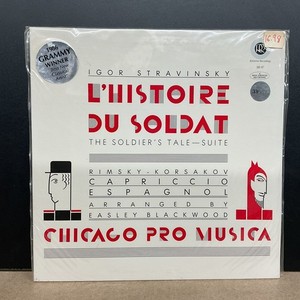 1986
GRAMMY
WINNER
IGOR STRAVINSKY
L'HISTOIRE
DU SOLDAT
THE SOLDIER'S TALE—SUITE
RIMSKY-KORSAKOV
CAPRICCIO
ESPAGNOL
ARRANGED BY
EASLEY BLACKWOOD
CHICAGO PRO MUSICA